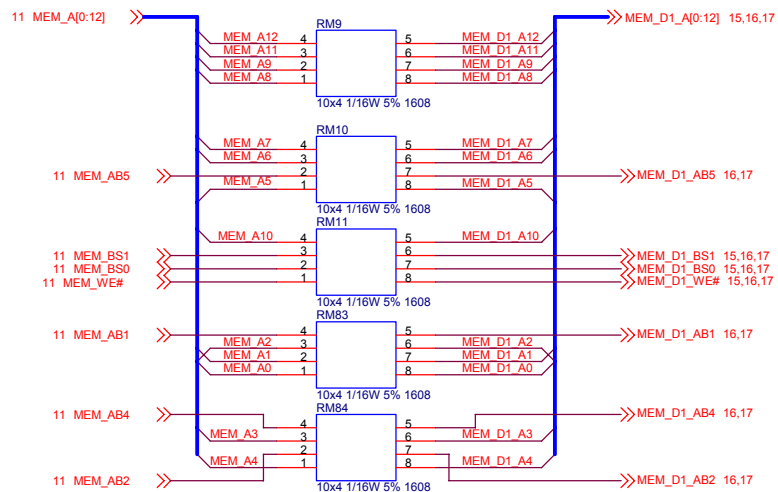 11 MEM_A[0:12] MEM_D1_A[0:12] 15,16,17
RM9
MEM_A12 4 5 MEM_D1_A12
MEM_A11 3 6 MEM_D1_A11
MEM_A9 2 7 MEM_D1_A9
MEM_A8 1 8 MEM_D1_A8
10x4 1/16W 5% 1608
RM10
MEM_A7 4 5 MEM_D1_A7
MEM_A6 3 6 MEM_D1_A6
11 MEM_AB5 2 7 MEM_D1_AB5 16,17
MEM_A5 1 8 MEM_D1_A5
10x4 1/16W 5% 1608
RM11
MEM_A10 4 5 MEM_D1_A10
11 MEM_BS1 3 6 MEM_D1_BS1 15,16,17
11 MEM_BS0 2 7 MEM_D1_BS0 15,16,17
11 MEM_WE# 1 8 MEM_D1_WE# 15,16,17
10x4 1/16W 5% 1608
RM83
11 MEM_AB1 4 5 MEM_D1_AB1 16,17
MEM_A2 3 6 MEM_D1_A2
MEM_A1 2 7 MEM_D1_A1
MEM_A0 1 8 MEM_D1_A0
10x4 1/16W 5% 1608
RM84
11 MEM_AB4 4 5 MEM_D1_AB4 16,17
MEM_A3 3 6 MEM_D1_A3
2 7
MEM_A4 1 8 MEM_D1_A4
11 MEM_AB2 MEM_D1_AB2 16,17
10x4 1/16W 5% 1608